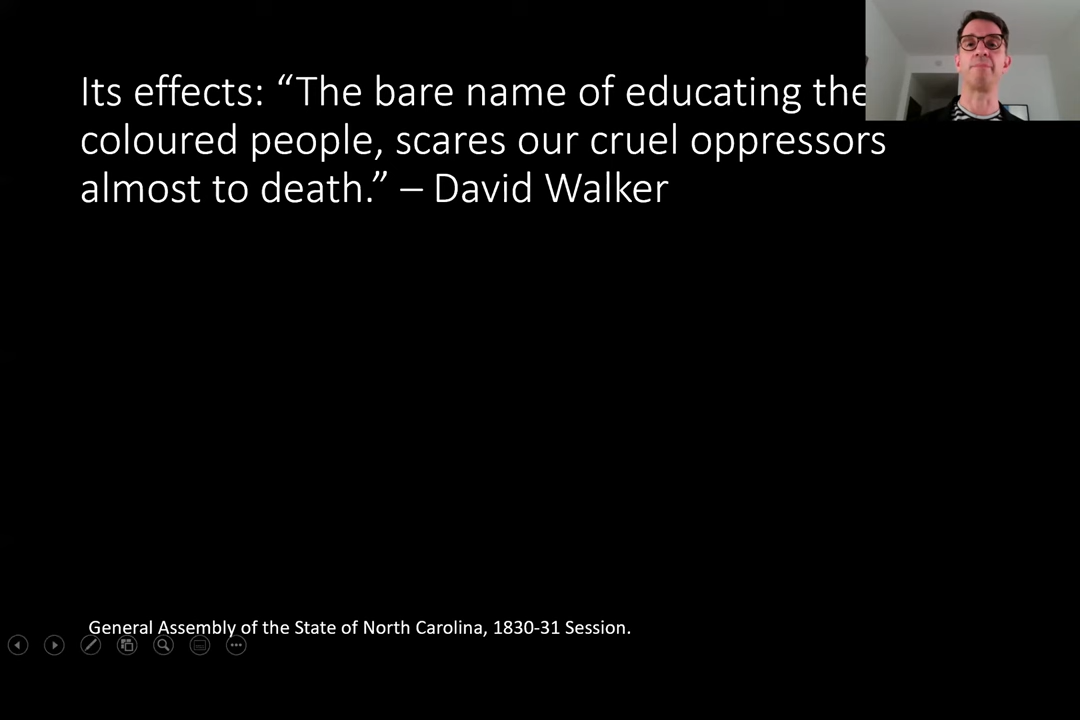 Its effects: “The bare name of educating the
coloured people, scares our cruel oppressors
almost to death.” – David Walker
General Assembly of the State of North Carolina, 1830-31 Session.